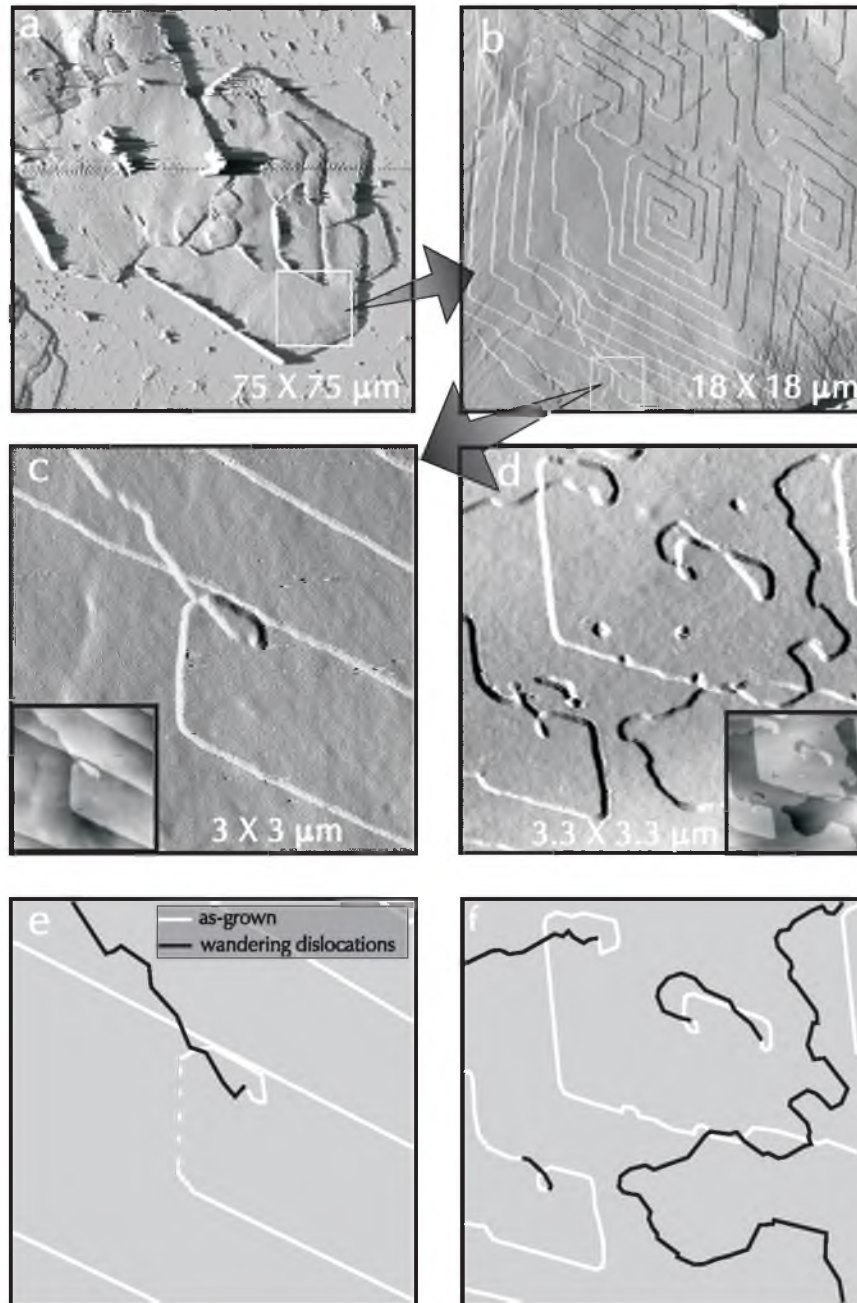 a
75 X 75 μm
b
18 X 18 μm
c
3 X 3 μm
d
3.3 X 3.3 μm
e
as-grown
wandering dislocations
f